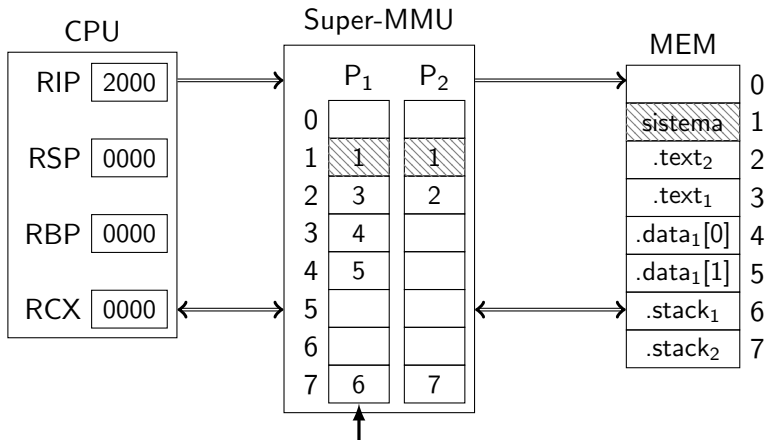 Super-MMU
CPU
MEM
RIP 2000
RSP 0000
RBP 0000
RCX 0000
P₁ P₂
0
1 1 1
2 3 2
3 4
4 5
5
6
7 6 7
0
sistema 1
.text₂ 2
.text₁ 3
.data₁[0] 4
.data₁[1] 5
.stack₁ 6
.stack₂ 7